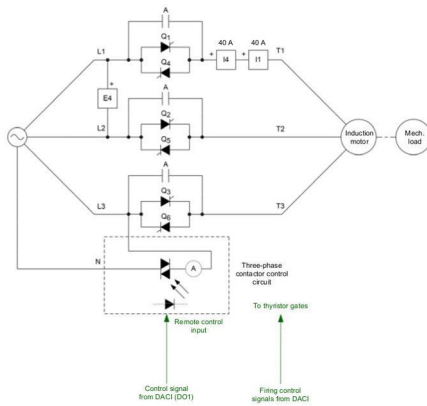 A
L1
Q1
Q4
40 A
40 A
+
I4
+
I1
T1
+
E4
A
L2
Q2
Q5
T2
Induction
motor
Mech.
load
A
L3
Q3
Q6
T3
N
A
Three-phase
contactor control
circuit
Remote control
input
To thyristor gates
Control signal
from DACI (DO1)
Firing control
signals from DACI